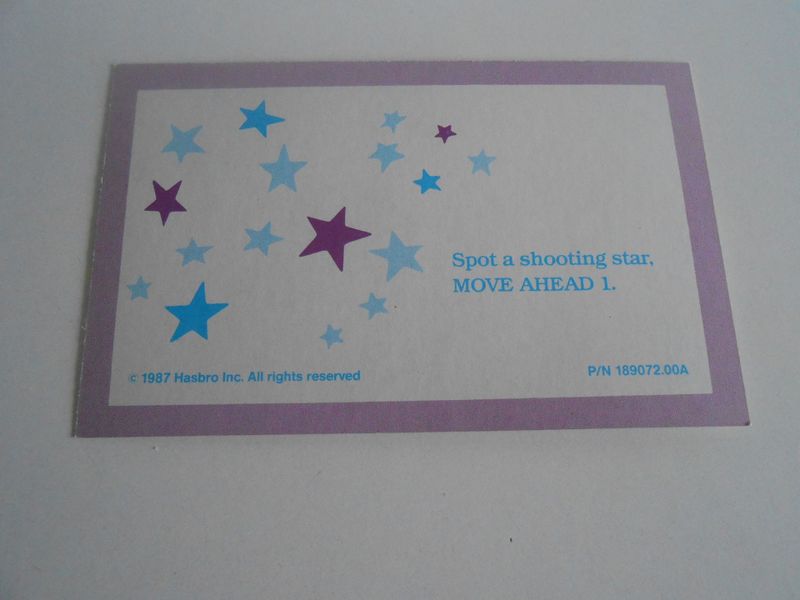 Spot a shooting star,
MOVE AHEAD 1.
© 1987 Hasbro Inc. All rights reserved
P/N 189072.00A